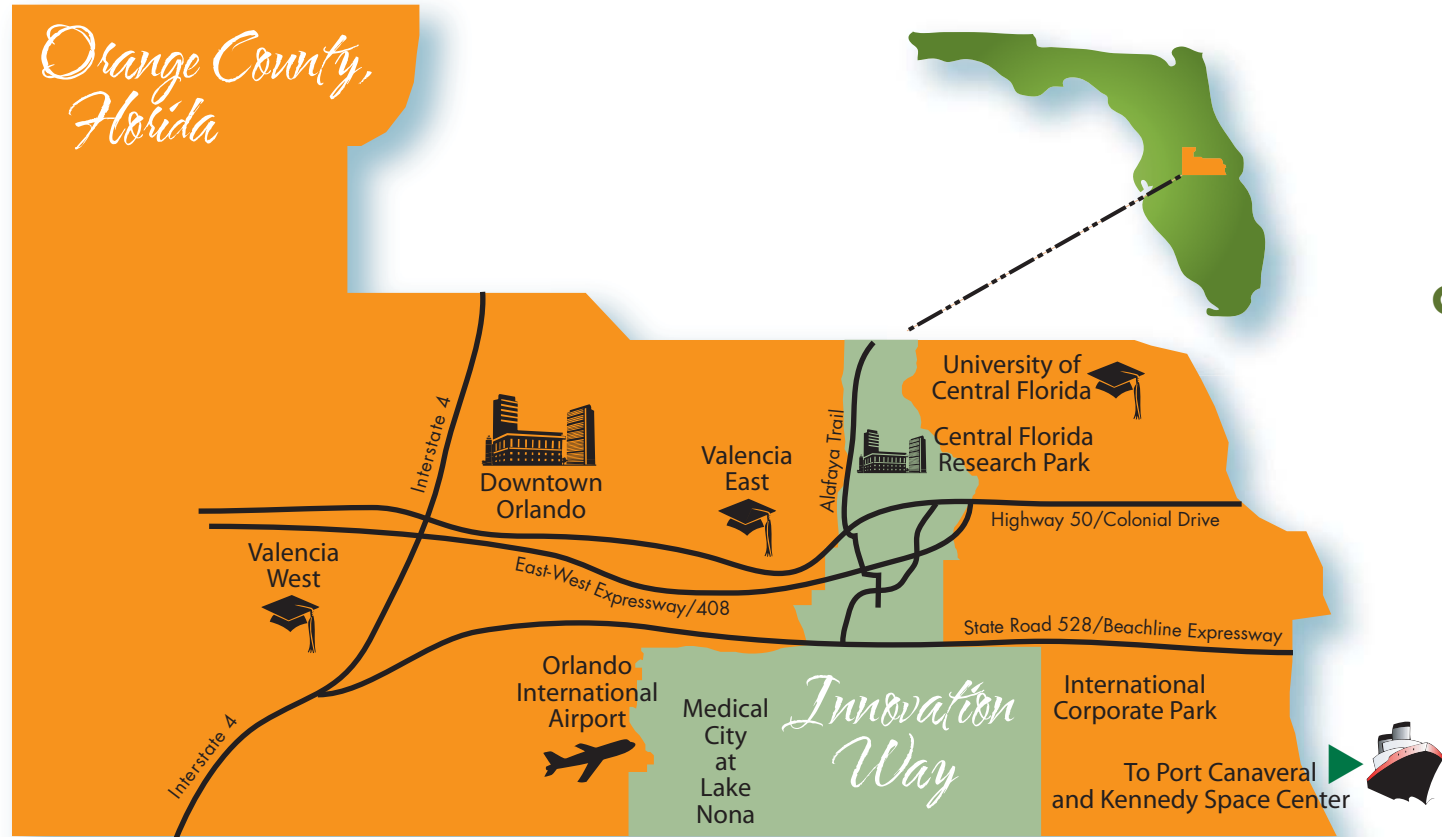 Orange County,
Florida
University of
Central Florida
Interstate 4
Alafaya Trail
Central Florida
Research Park
Valencia
East
Downtown
Orlando
Highway 50/Colonial Drive
Valencia
West
East-West Expressway/408
State Road 528/Beachline Expressway
Orlando
International
Airport
Medical
City
at
Lake
Nona
Innovation
Way
International
Corporate Park
Interstate 4
To Port Canaveral
and Kennedy Space Center